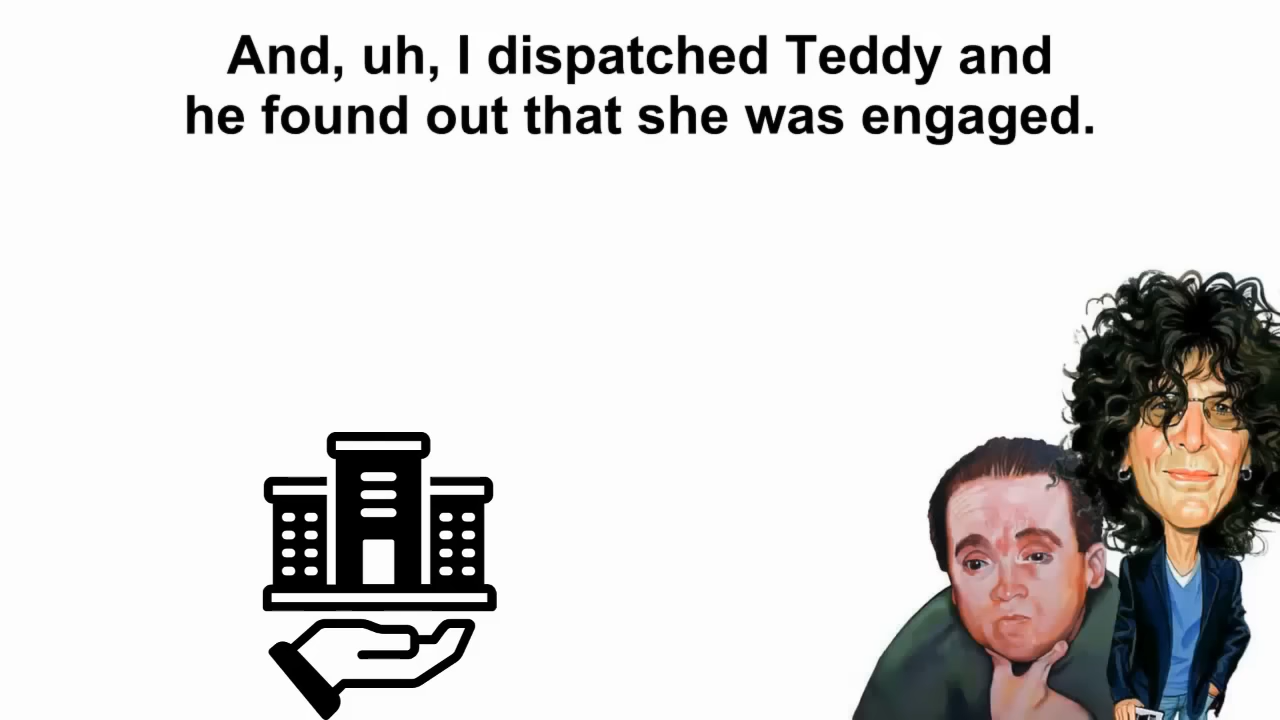 And, uh, I dispatched Teddy and
he found out that she was engaged.